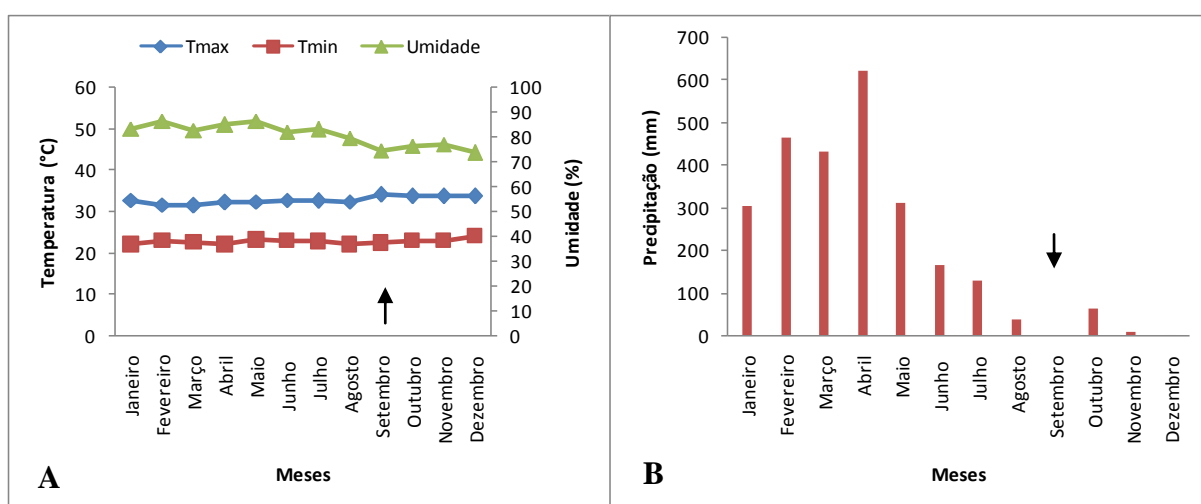 Tmax Tmin Umidade
60
50
40
30
20
10
0
Temperatura (°C)
100
90
80
70
60
50
40
30
20
10
0
Umidade (%)
Janeiro
Fevereiro
Março
Abril
Maio
Junho
Julho
Agosto
Setembro
Outubro
Novembro
Dezembro
Meses
A
700
600
500
400
300
200
100
0
Precipitação (mm)
Janeiro
Fevereiro
Março
Abril
Maio
Junho
Julho
Agosto
Setembro
Outubro
Novembro
Dezembro
Meses
B